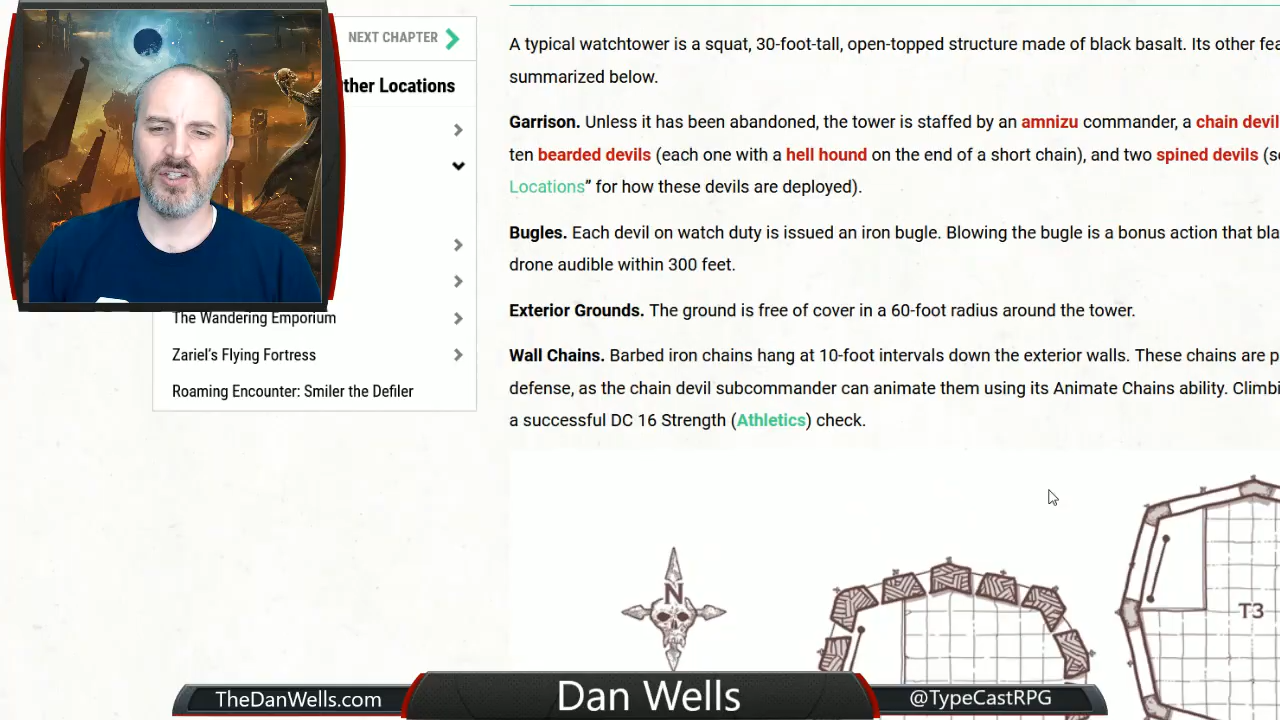 NEXT CHAPTER
ther Locations
The Wandering Emporium
Zariel's Flying Fortress
Roaming Encounter: Smiler the Defiler
A typical watchtower is a squat, 30-foot-tall, open-topped structure made of black basalt. Its other fea
summarized below.
Garrison. Unless it has been abandoned, the tower is staffed by an amnizu commander, a chain devil
ten bearded devils (each one with a hell hound on the end of a short chain), and two spined devils (s
Locations” for how these devils are deployed).
Bugles. Each devil on watch duty is issued an iron bugle. Blowing the bugle is a bonus action that bla
drone audible within 300 feet.
Exterior Grounds. The ground is free of cover in a 60-foot radius around the tower.
Wall Chains. Barbed iron chains hang at 10-foot intervals down the exterior walls. These chains are p
defense, as the chain devil subcommander can animate them using its Animate Chains ability. Climbi
a successful DC 16 Strength (Athletics) check.
N
T3
TheDanWells.com
Dan Wells
@TypeCastRPG